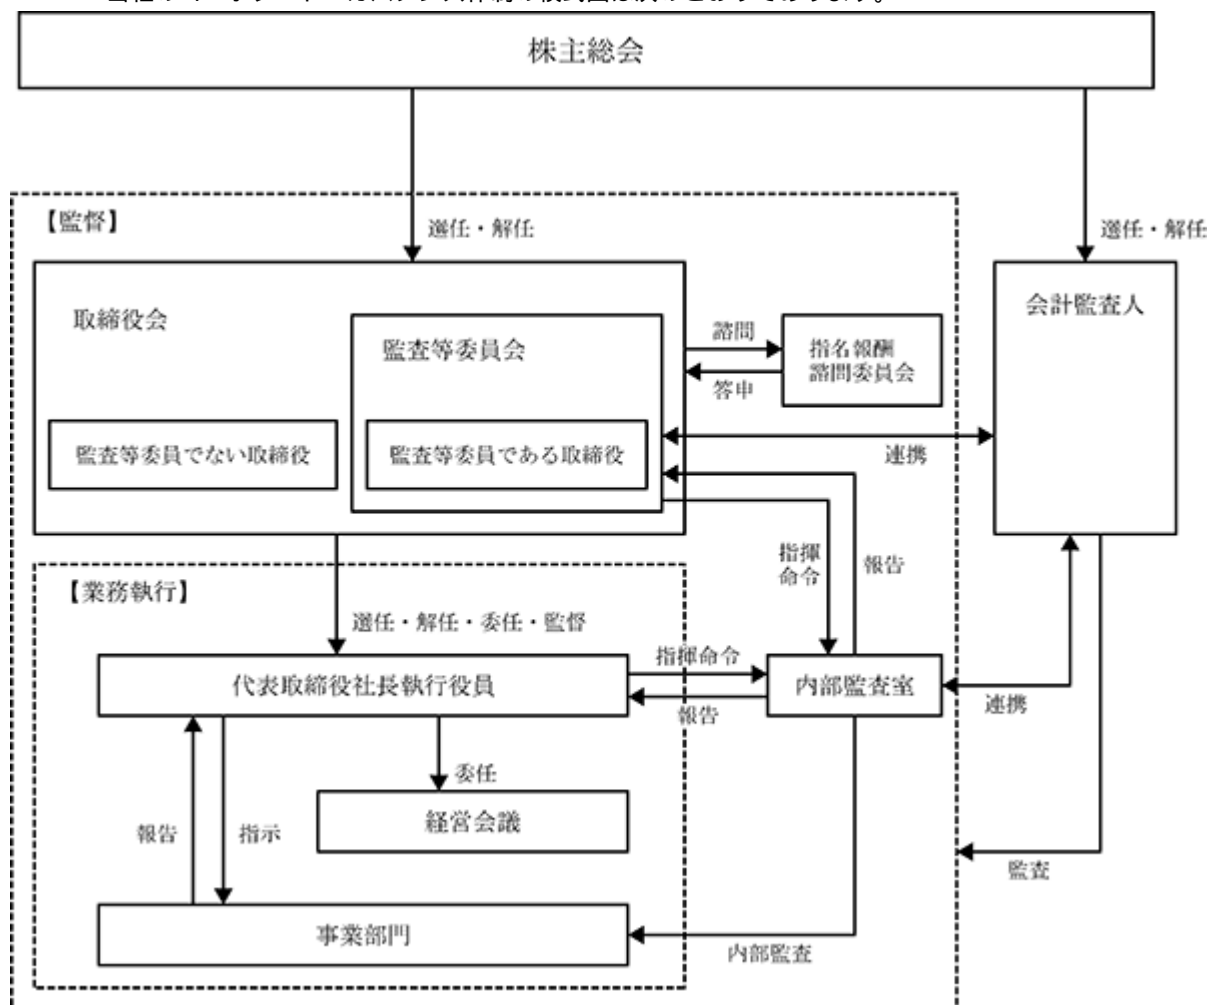 株主総会
【監督】
選任・解任
選任・解任
取締役会
監査等委員会
諮問
答申
指名報酬
諮問委員会
会計監査人
監査等委員でない取締役
監査等委員である取締役
連携
指揮
命令
報告
【業務執行】
選任・解任・委任・監督
代表取締役社長執行役員
指揮命令
報告
内部監査室
連携
委任
経営会議
報告
指示
監査
事業部門
内部監査